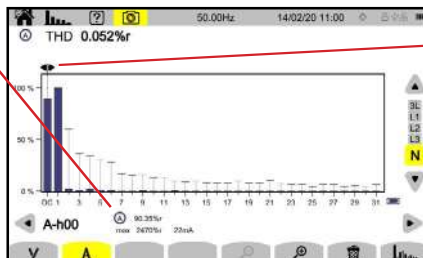 50.00Hz 14/02/20 11:00
A THD 0.052%r
100 %
50 %
0 %
DC 1 3 5 7 9 11 13 15 17 19 21 23 25 27 29 31
3L
L1
L2
L3
N
A-h00
A 90.35%r
max 2470%r 22mA
V A